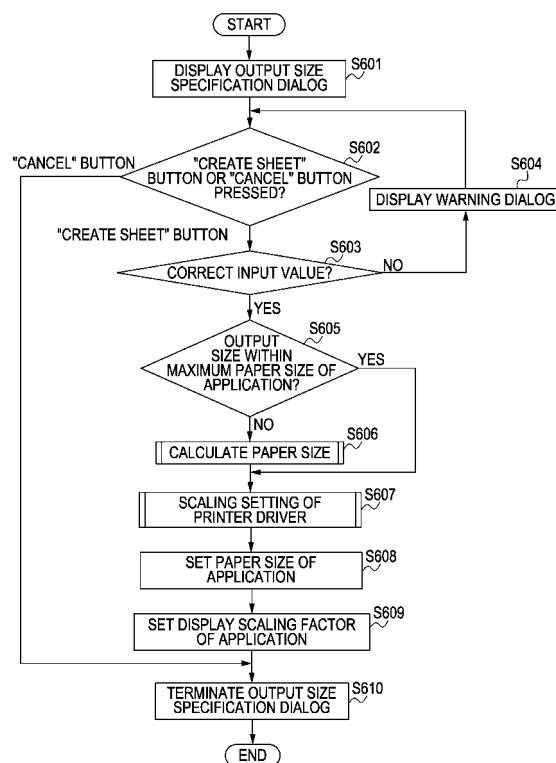 START
DISPLAY OUTPUT SIZE
SPECIFICATION DIALOG
S601
"CANCEL" BUTTON
"CREATE SHEET"
BUTTON OR "CANCEL" BUTTON
PRESSED?
S602
S604
DISPLAY WARNING DIALOG
"CREATE SHEET" BUTTON
CORRECT INPUT VALUE?
S603
NO
YES
OUTPUT
SIZE WITHIN
MAXIMUM PAPER SIZE OF
APPLICATION?
S605
YES
NO
CALCULATE PAPER SIZE
S606
SCALING SETTING OF
PRINTER DRIVER
S607
SET PAPER SIZE OF
APPLICATION
S608
SET DISPLAY SCALING FACTOR
OF APPLICATION
S609
TERMINATE OUTPUT SIZE
SPECIFICATION DIALOG
S610
END